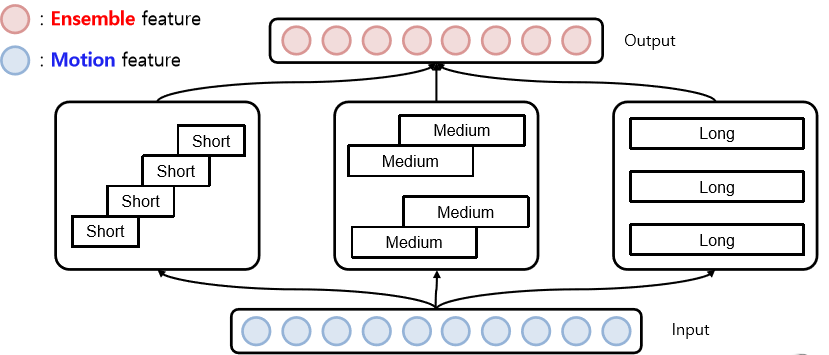 : Ensemble feature
: Motion feature
Output
Short
Short
Short
Short
Medium
Medium
Medium
Medium
Long
Long
Long
Input